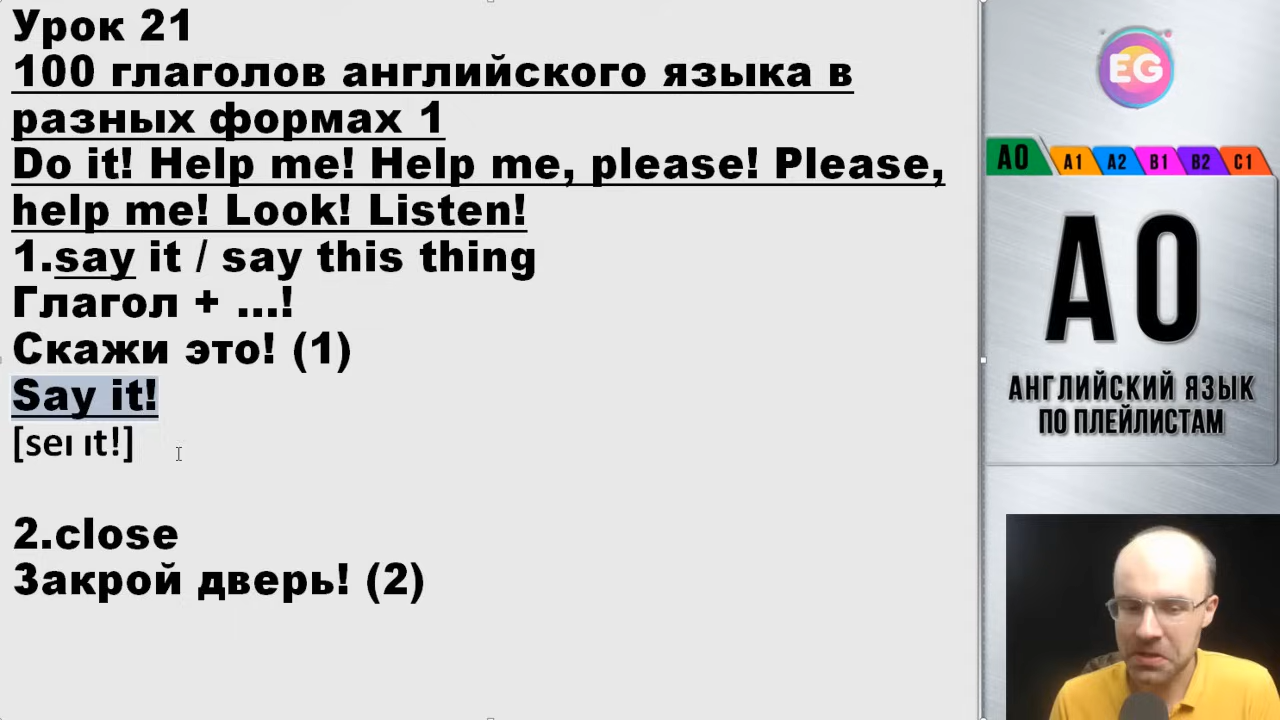 Урок 21
100 глаголов английского языка в
разных формах 1
Do it! Help me! Help me, please! Please,
help me! Look! Listen!
1.say it / say this thing
Глагол + ...!
Скажи это! (1)
Say it!
[seı ıt!]
2.close
Закрой дверь! (2)
EG
A0 A1 A2 B1 B2 C1
A0
АНГЛИЙСКИЙ ЯЗЫК
ПО ПЛЕЙЛИСТАМ